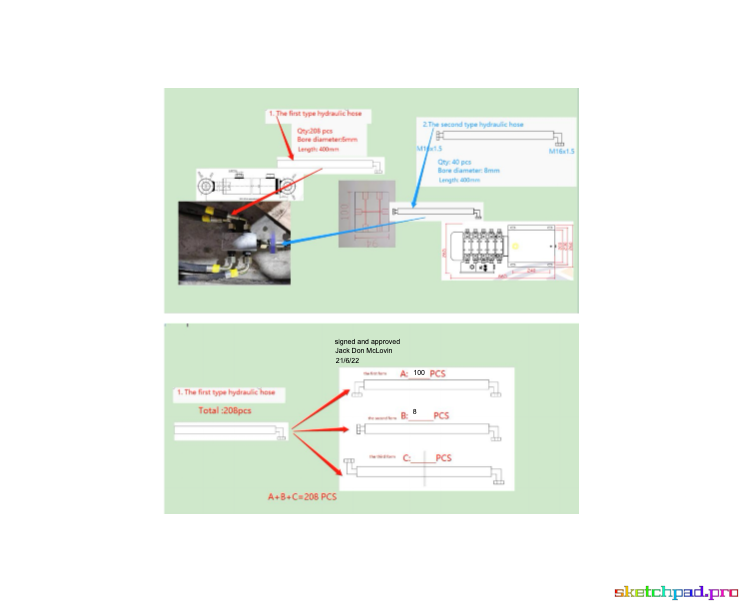 1. The first type hydraulic hose
Qty:208 pcs
Bore diameter:6mm
Length: 400mm
2.The second type hydraulic hose
M16x1.5
M16x1.5
Qty: 40 pcs
Bore diameter: 8mm
Length: 400mm
signed and approved
Jack Don McLovin
21/6/22
1. The first type hydraulic hose
Total :208pcs
A: 100 PCS
B: 8 PCS
C:______PCS
A+B+C=208 PCS
sketchpad.pro